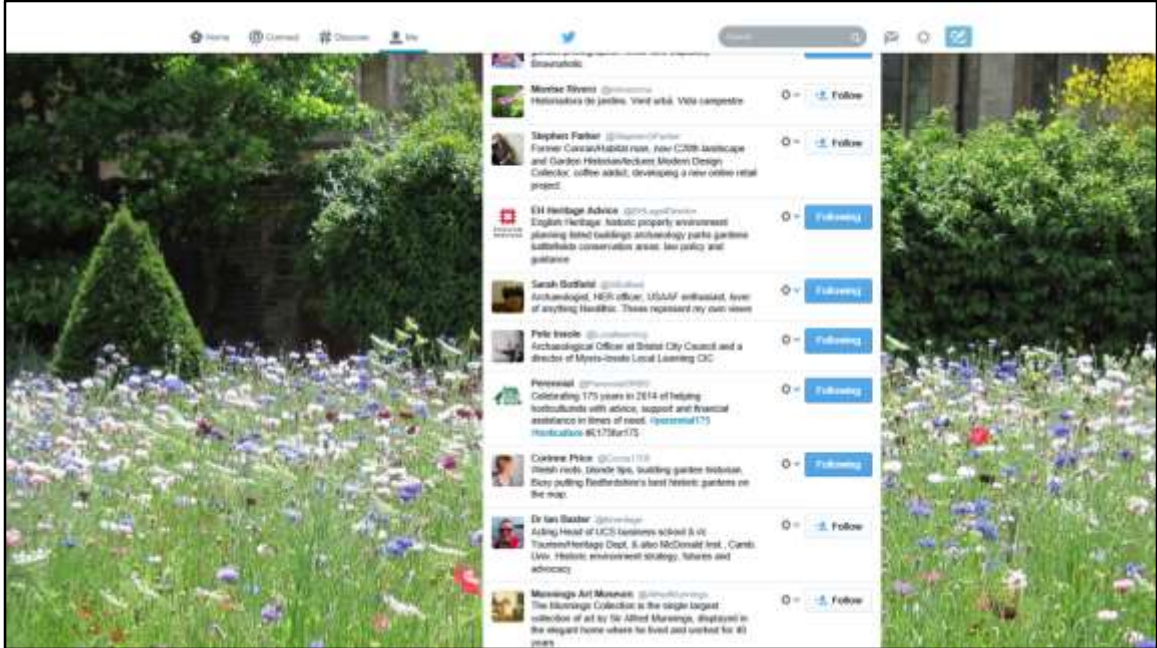 Home Connect Discover Me
Search
Brownaholic
Montse Rivero
Historiadora de jardins. Verd urbà. Vida campestre
Follow
Stephen Parker
Former Conran/Habitat man, now C20th landscape
and Garden Historian/lecturer. Modern Design
Collector, coffee addict, developing a new online retail
project.
Follow
EH Heritage Advice @EHLegalDirector
English Heritage: historic property environment
planning listed buildings archaeology parks gardens
battlefields conservation areas: law policy and
guidance
Following
Sarah Botfield
Archaeologist, HER officer, USAAF enthusiast, lover
of anything Neolithic. These represent my own views
Following
Pete Insole @Locallearning
Archaeological Officer at Bristol City Council and a
director of Myers-Insole Local Learning CIC
Following
Perennial
Celebrating 175 years in 2014 of helping
horticulturists with advice, support and financial
assistance in times of need. #perennial175
#horticulture #£175for175
Following
Corinne Price
Welsh roots, blonde tips, budding garden historian.
Busy putting Bedfordshire's best historic gardens on
the map.
Following
Dr Ian Baxter
Acting Head of UCS business school & i/c
Tourism/Heritage Dept, & also McDonald Inst., Camb.
Univ. Historic environment strategy, futures and
advocacy
Follow
Munnings Art Museum @AlfredMunnings
The Munnings Collection is the single largest
collection of art by Sir Alfred Munnings, displayed in
the elegant home where he lived and worked for 40
years
Follow